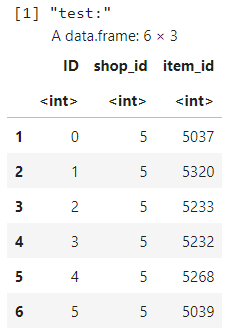 [1] "test:"
A data.frame: 6 × 3
ID shop_id item_id
<int> <int> <int>
1 0 5 5037
2 1 5 5320
3 2 5 5233
4 3 5 5232
5 4 5 5268
6 5 5 5039